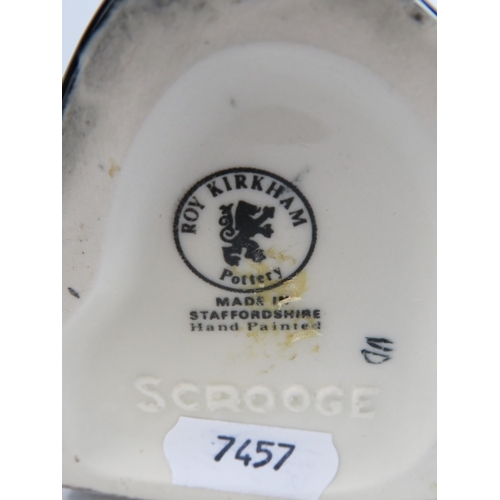 ROY KIRKHAM
Pottery
MADE IN
STAFFORDSHIRE
Hand Painted
SCROOGE
7457